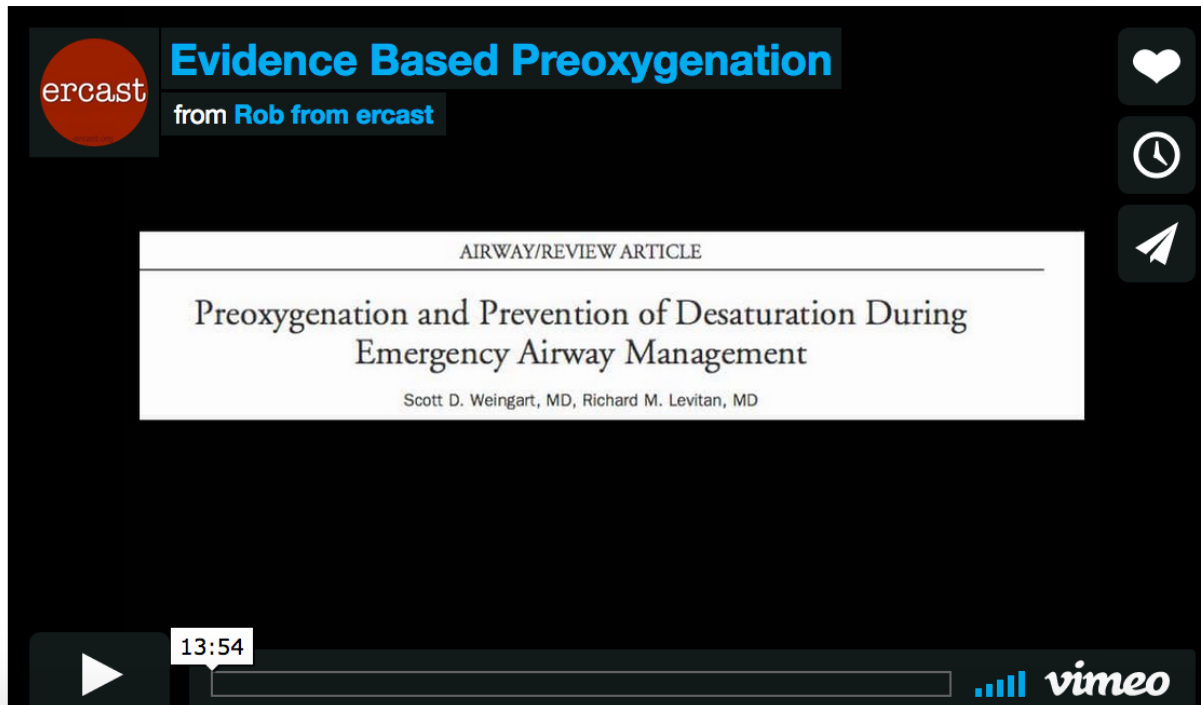 ercast
Evidence Based Preoxygenation
from Rob from ercast
AIRWAY/REVIEW ARTICLE
Preoxygenation and Prevention of Desaturation During
Emergency Airway Management
Scott D. Weingart, MD, Richard M. Levitan, MD
13:54
vimeo